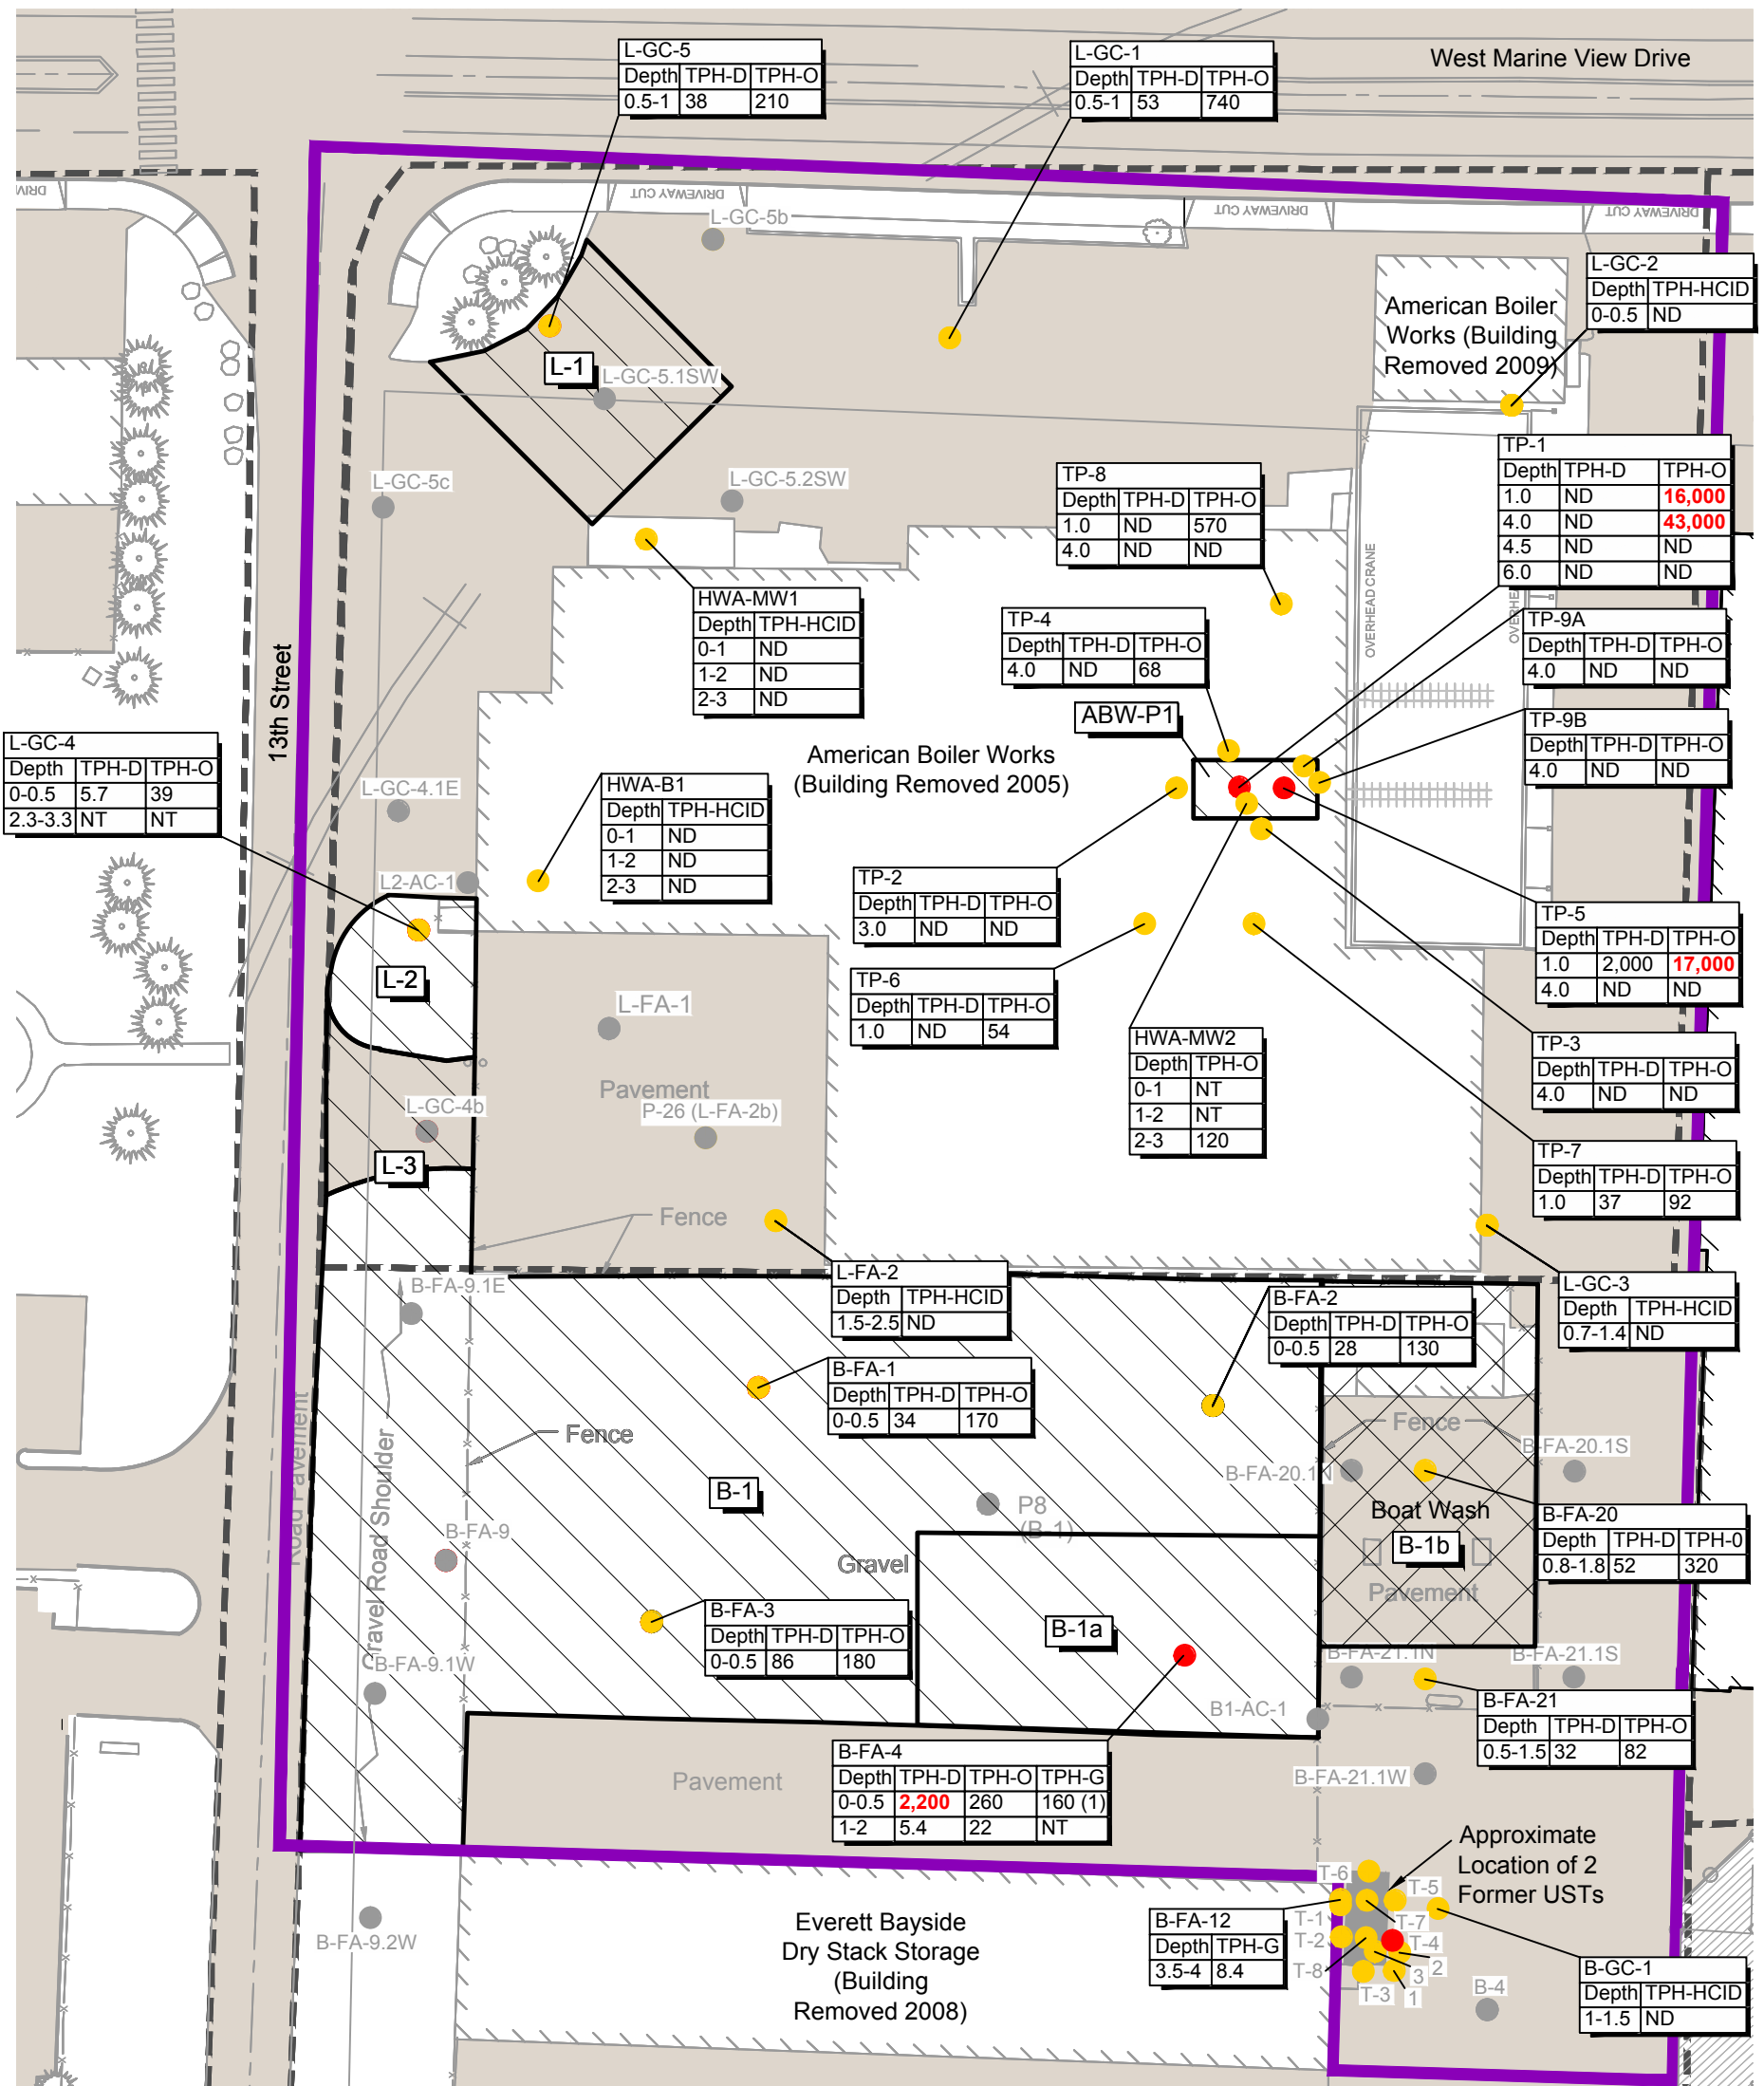 West Marine View Drive
L-GC-5
Depth TPH-D TPH-O
0.5-1 38 210
L-GC-1
Depth TPH-D TPH-O
0.5-1 53 740
DRIVEWAY CUT
DRIVEWAY CUT
DRIVEWAY CUT
L-GC-5b
L-GC-2
Depth TPH-HCID
0-0.5 ND
American Boiler
Works (Building
Removed 2009)
L-1
L-GC-5.1SW
L-GC-5c
L-GC-5.2SW
TP-8
Depth TPH-D TPH-O
1.0 ND 570
4.0 ND ND
TP-1
Depth TPH-D TPH-O
1.0 ND 16,000
4.0 ND 43,000
4.5 ND ND
6.0 ND ND
OVERHEAD CRANE
HWA-MW1
Depth TPH-HCID
0-1 ND
1-2 ND
2-3 ND
TP-4
Depth TPH-D TPH-O
4.0 ND 68
TP-9A
Depth TPH-D TPH-O
4.0 ND ND
13th Street
ABW-P1
TP-9B
Depth TPH-D TPH-O
4.0 ND ND
L-GC-4
Depth TPH-D TPH-O
0-0.5 5.7 39
2.3-3.3 NT NT
American Boiler Works
(Building Removed 2005)
L-GC-4.1E
HWA-B1
Depth TPH-HCID
0-1 ND
1-2 ND
2-3 ND
L2-AC-1
TP-2
Depth TPH-D TPH-O
3.0 ND ND
TP-5
Depth TPH-D TPH-O
1.0 2,000 17,000
4.0 ND ND
L-2
L-FA-1
TP-6
Depth TPH-D TPH-O
1.0 ND 54
HWA-MW2
Depth TPH-O
0-1 NT
1-2 NT
2-3 120
TP-3
Depth TPH-D TPH-O
4.0 ND ND
Pavement
L-GC-4b
P-26 (L-FA-2b)
L-3
TP-7
Depth TPH-D TPH-O
1.0 37 92
Fence
L-FA-2
Depth TPH-HCID
1.5-2.5 ND
B-FA-9.1E
B-FA-2
Depth TPH-D TPH-O
0-0.5 28 130
L-GC-3
Depth TPH-HCID
0.7-1.4 ND
B-FA-1
Depth TPH-D TPH-O
0-0.5 34 170
Fence
Fence
B-FA-20.1N
B-FA-20.1S
Road Pavement
Gravel Road Shoulder
B-1
P8
(B-1)
Boat Wash
B-1b
Pavement
B-FA-20
Depth TPH-D TPH-0
0.8-1.8 52 320
B-FA-9
Gravel
B-FA-3
Depth TPH-D TPH-O
0-0.5 86 180
B-1a
B-FA-9.1W
B-FA-21.1N
B-FA-21.1S
B1-AC-1
B-FA-21
Depth TPH-D TPH-O
0.5-1.5 32 82
Pavement
B-FA-4
Depth TPH-D TPH-O TPH-G
0-0.5 2,200 260 160 (1)
1-2 5.4 22 NT
B-FA-21.1W
Approximate
Location of 2
Former USTs
T-6
T-5
T-1
T-7
T-2
T-4
T-8
2
3
T-3
1
B-4
B-FA-12
Depth TPH-G
3.5-4 8.4
B-GC-1
Depth TPH-HCID
1-1.5 ND
B-FA-9.2W
Everett Bayside
Dry Stack Storage
(Building
Removed 2008)